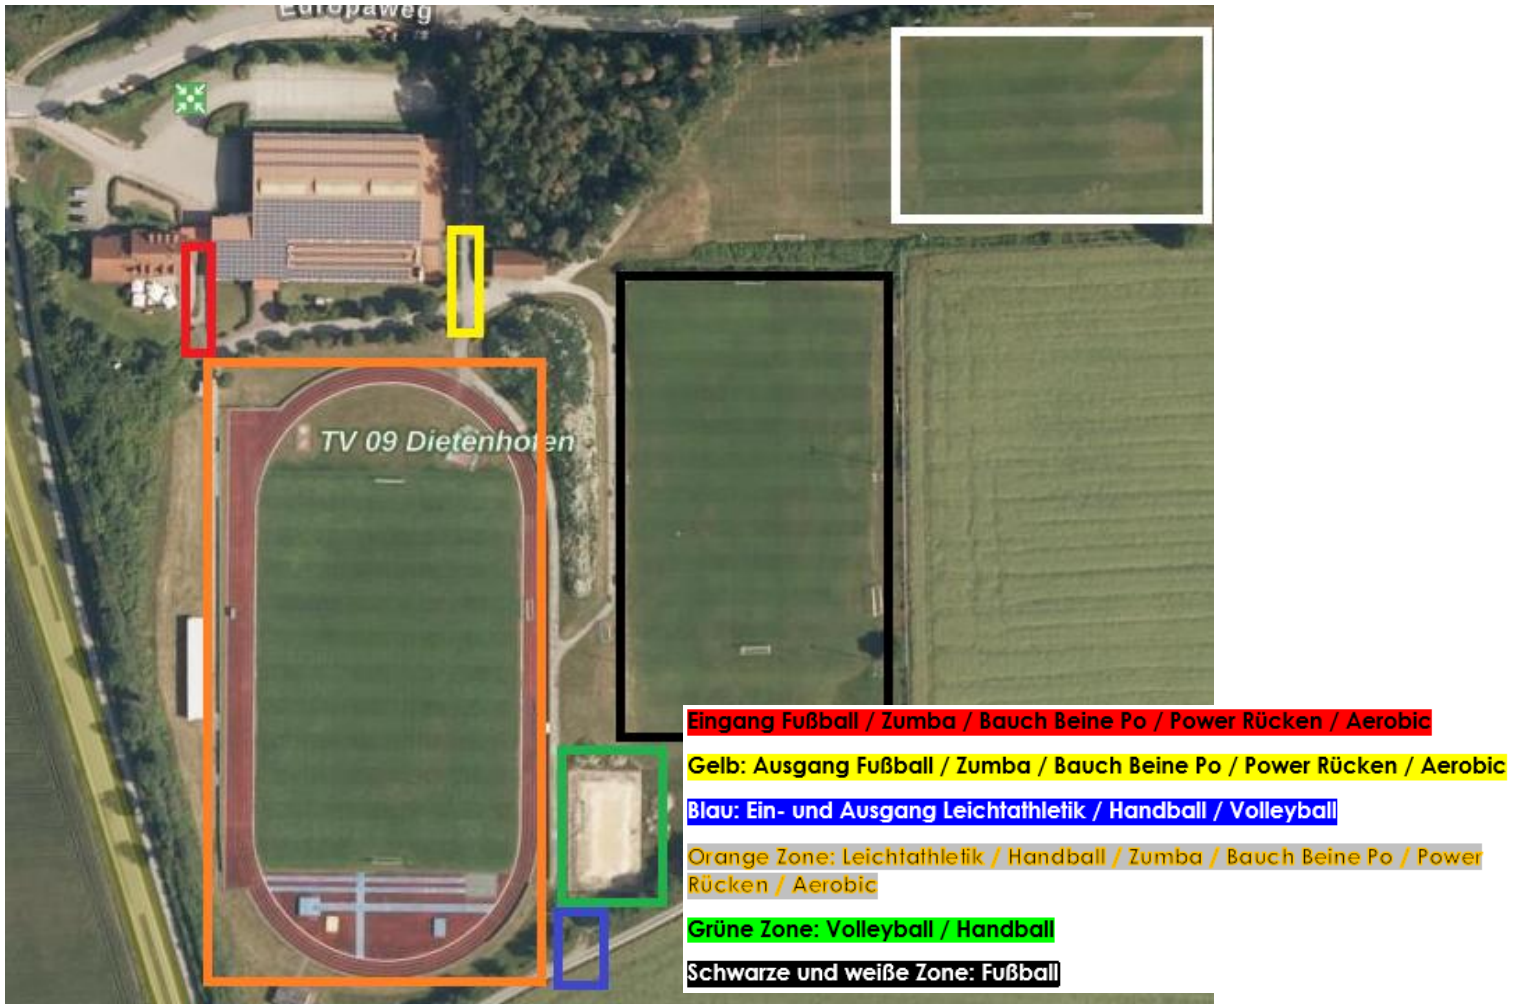 Europaweg
TV 09 Dietenhofen
Eingang Fußball / Zumba / Bauch Beine Po / Power Rücken / Aerobic
Gelb: Ausgang Fußball / Zumba / Bauch Beine Po / Power Rücken / Aerobic
Blau: Ein- und Ausgang Leichtathletik / Handball / Volleyball
Orange Zone: Leichtathletik / Handball / Zumba / Bauch Beine Po / Power
Rücken / Aerobic
Grüne Zone: Volleyball / Handball
Schwarze und weiße Zone: Fußball